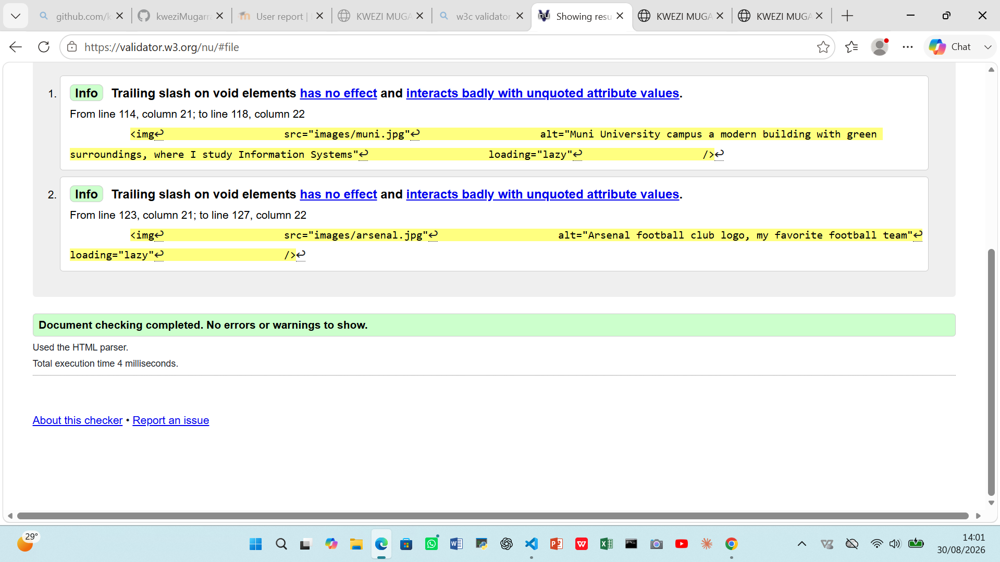 github.com/k
kweziMugarra
User report |
KWEZI MUGA
w3c validator
Showing resu
KWEZI MUGA
KWEZI MUGA
https://validator.w3.org/nu/#file
Chat
1. Info Trailing slash on void elements has no effect and interacts badly with unquoted attribute values.
From line 114, column 21; to line 118, column 22
<img↩ src="images/muni.jpg"↩ alt="Muni University campus a modern building with green
surroundings, where I study Information Systems"↩ loading="lazy"↩ />↩
2. Info Trailing slash on void elements has no effect and interacts badly with unquoted attribute values.
From line 123, column 21; to line 127, column 22
<img↩ src="images/arsenal.jpg"↩ alt="Arsenal football club logo, my favorite football team"↩
loading="lazy"↩ />↩
Document checking completed. No errors or warnings to show.
Used the HTML parser.
Total execution time 4 milliseconds.
About this checker • Report an issue
29°
14:01
30/08/2026